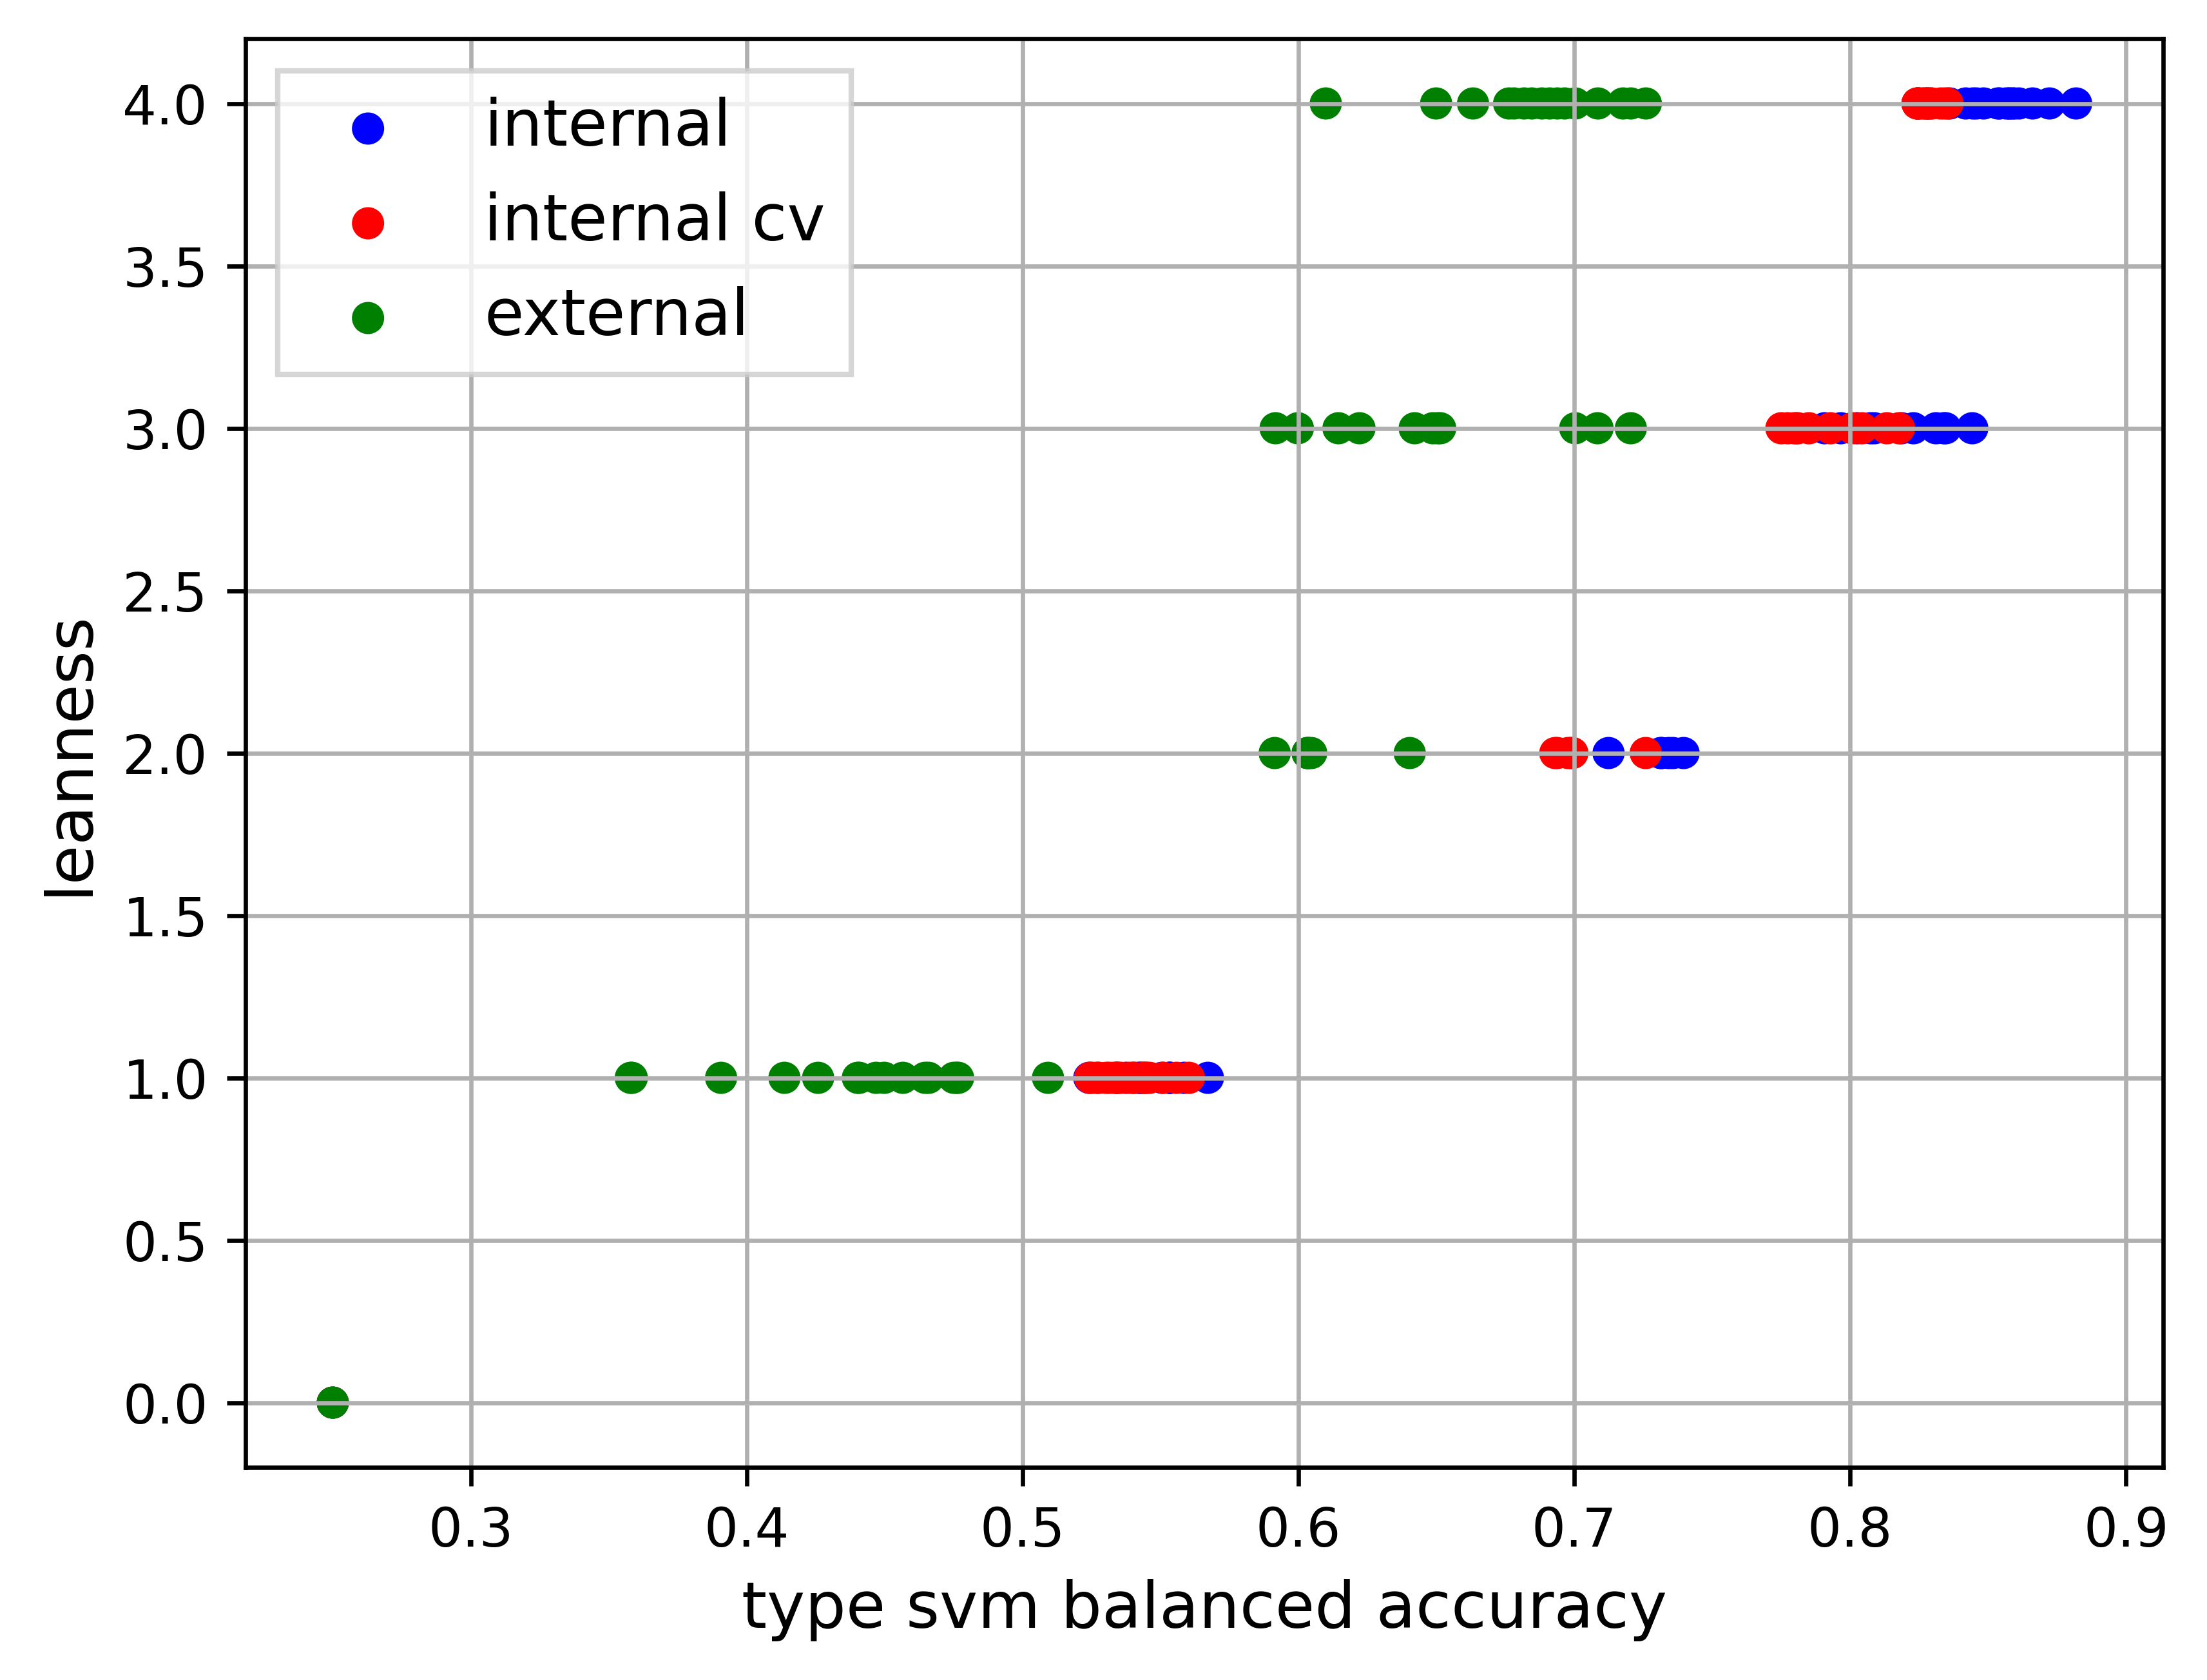 internal
internal cv
external
4.0
3.5
3.0
2.5
2.0
1.5
1.0
0.5
0.0
leanness
0.3 0.4 0.5 0.6 0.7 0.8 0.9
type svm balanced accuracy